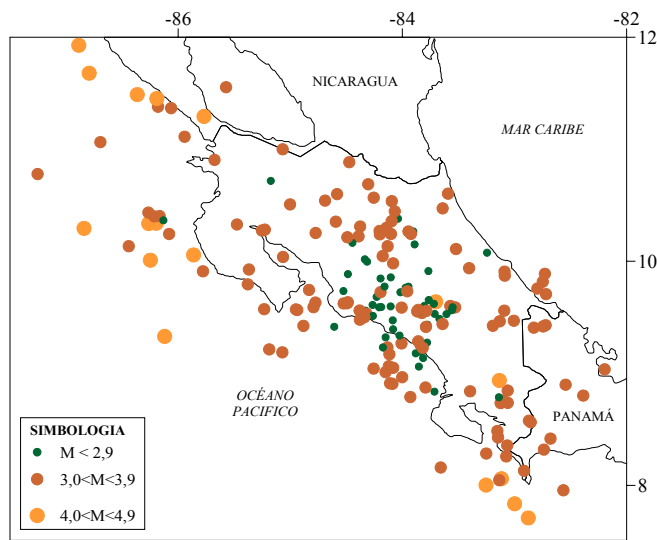 -86
-84
-82
12
NICARAGUA
MAR CARIBE
10
OCÉANO
PACIFICO
PANAMÁ
8
SIMBOLOGIA
M < 2,9
3,0<M<3,9
4,0<M<4,9